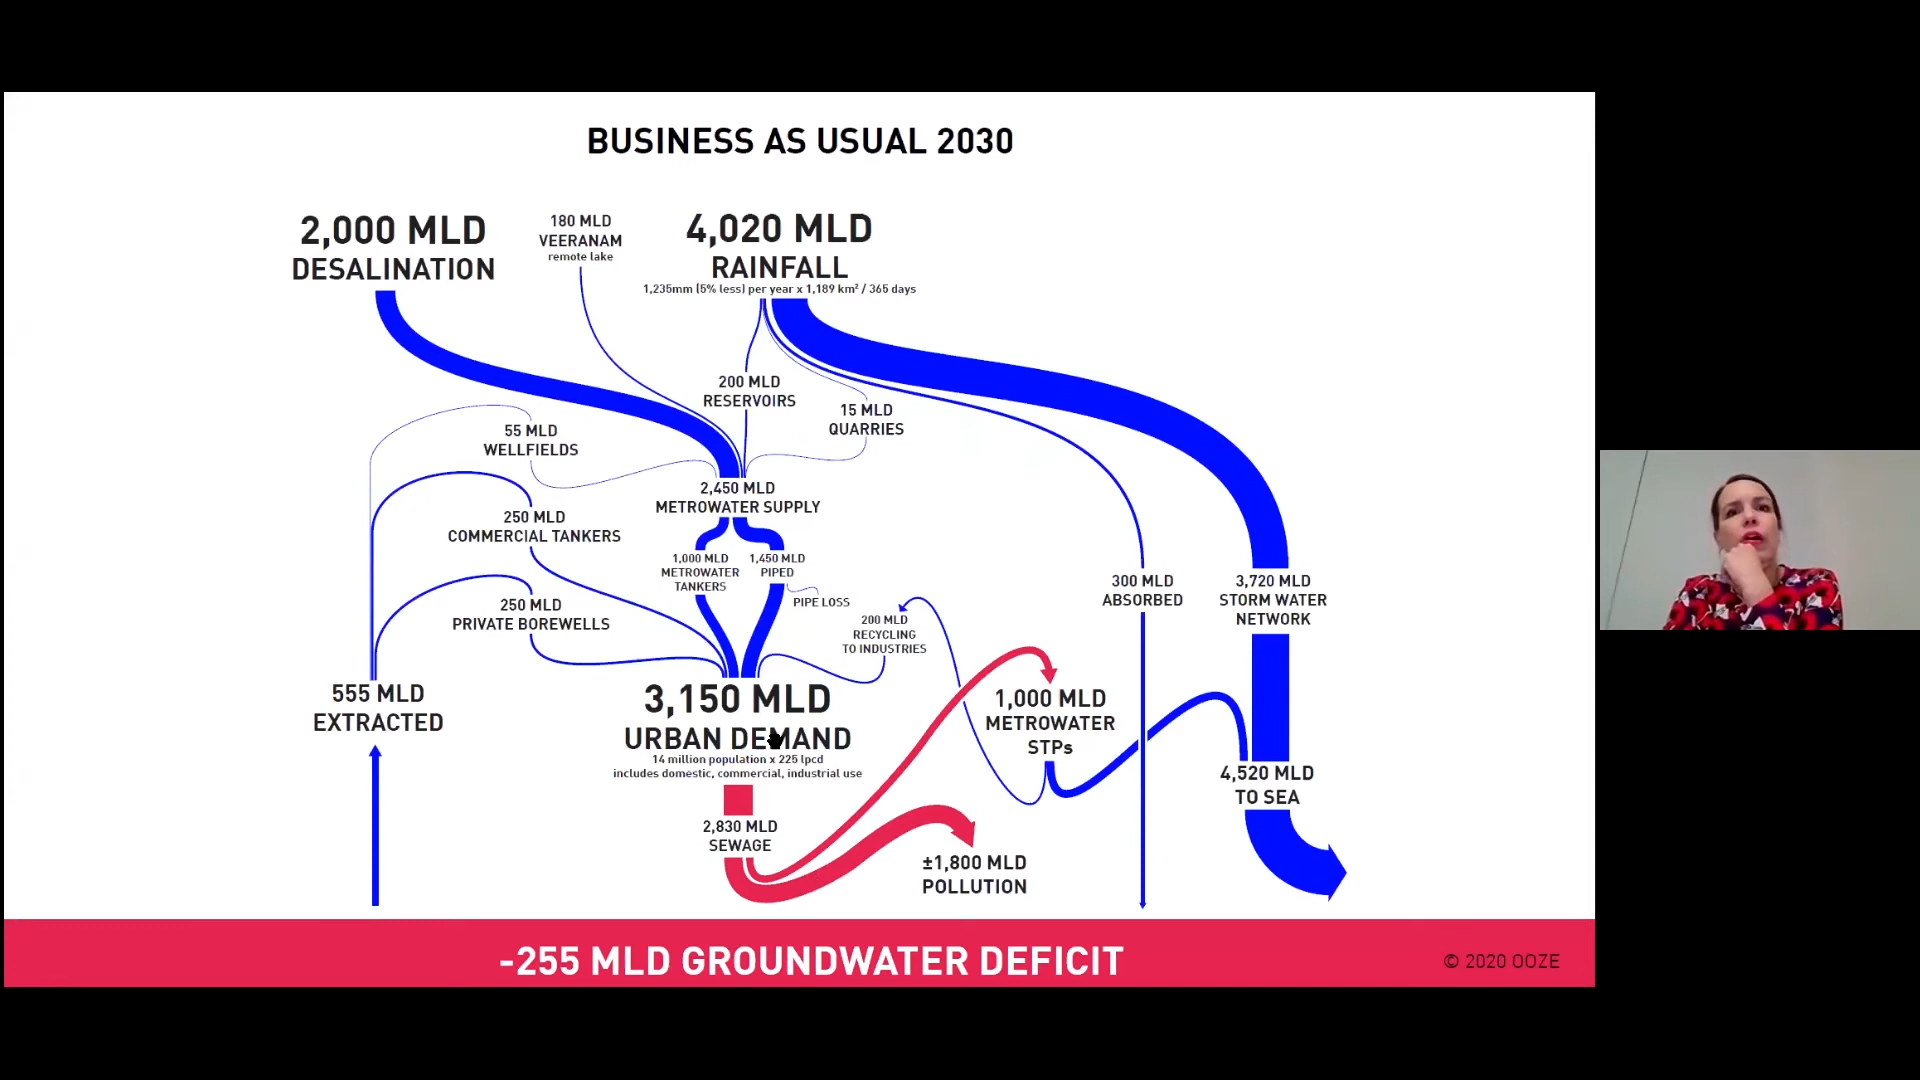 BUSINESS AS USUAL 2030
2,000 MLD
DESALINATION
180 MLD
VEERANAM
remote lake
4,020 MLD
RAINFALL
1,235mm (5% less) per year x 1,189 km² / 365 days
200 MLD
RESERVOIRS
15 MLD
QUARRIES
55 MLD
WELLFIELDS
2,450 MLD
METROWATER SUPPLY
250 MLD
COMMERCIAL TANKERS
1,000 MLD
METROWATER
TANKERS
1,450 MLD
PIPED
PIPE LOSS
250 MLD
PRIVATE BOREWELLS
200 MLD
RECYCLING
TO INDUSTRIES
300 MLD
ABSORBED
3,720 MLD
STORM WATER
NETWORK
555 MLD
EXTRACTED
3,150 MLD
URBAN DEMAND
14 million population x 225 lpcd
includes domestic, commercial, industrial use
1,000 MLD
METROWATER
STPs
4,520 MLD
TO SEA
2,830 MLD
SEWAGE
±1,800 MLD
POLLUTION
-255 MLD GROUNDWATER DEFICIT
© 2020 OOZE